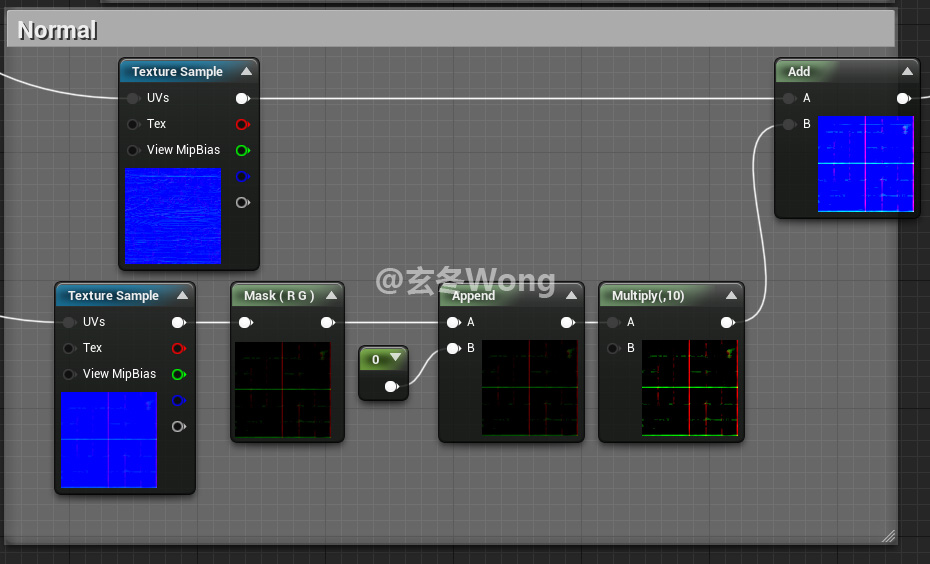 Normal
Texture Sample
UVs
Tex
View MipBias
Add
A
B
@玄冬Wong
Texture Sample
UVs
Tex
View MipBias
Mask ( R G )
0
Append
A
B
Multiply(,10)
A
B